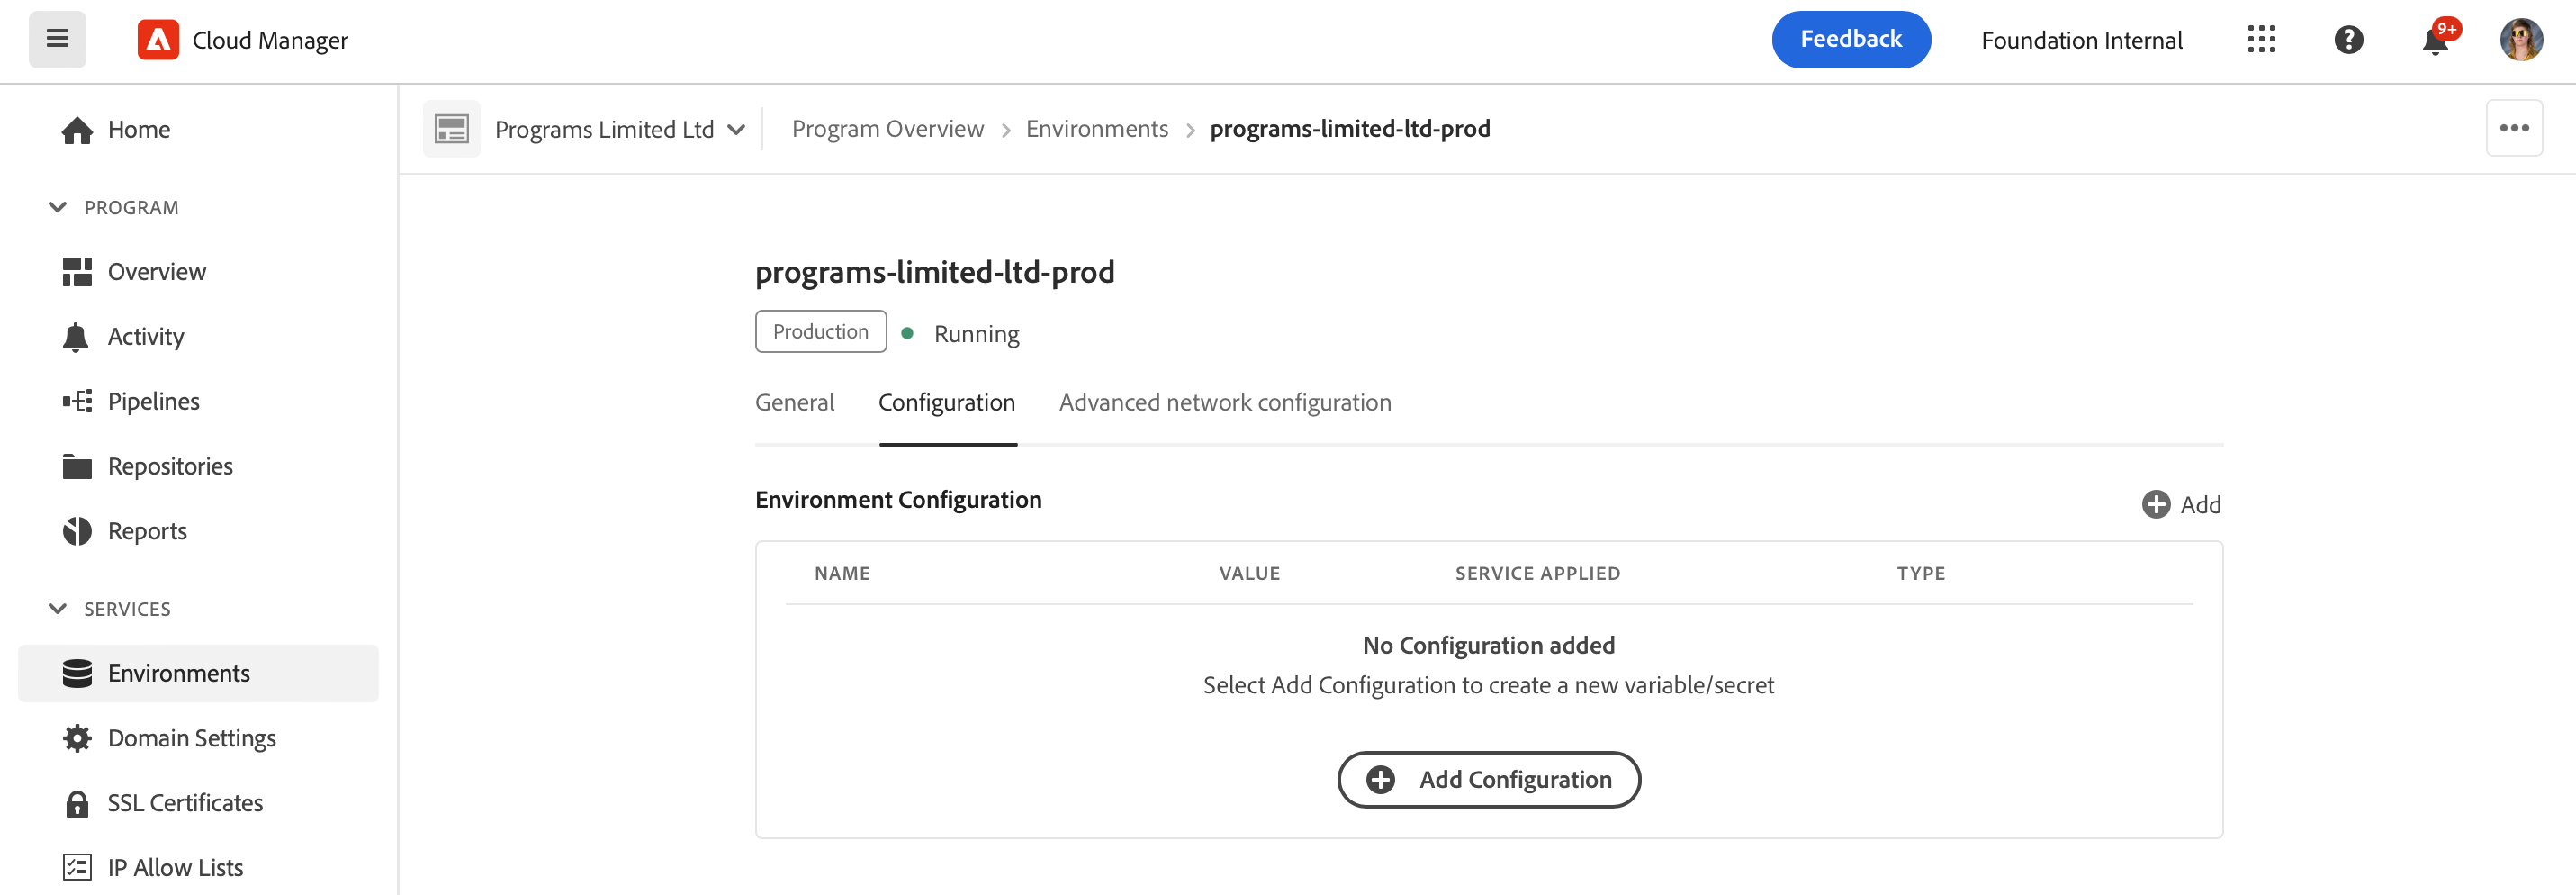 Cloud Manager
Feedback
Foundation Internal
9+
Home
PROGRAM
Overview
Activity
Pipelines
Repositories
Reports
SERVICES
Environments
Domain Settings
SSL Certificates
IP Allow Lists
Programs Limited Ltd
Program Overview > Environments > programs-limited-ltd-prod
programs-limited-ltd-prod
Production Running
General Configuration Advanced network configuration
Environment Configuration
Add
NAME VALUE SERVICE APPLIED TYPE
No Configuration added
Select Add Configuration to create a new variable/secret
Add Configuration